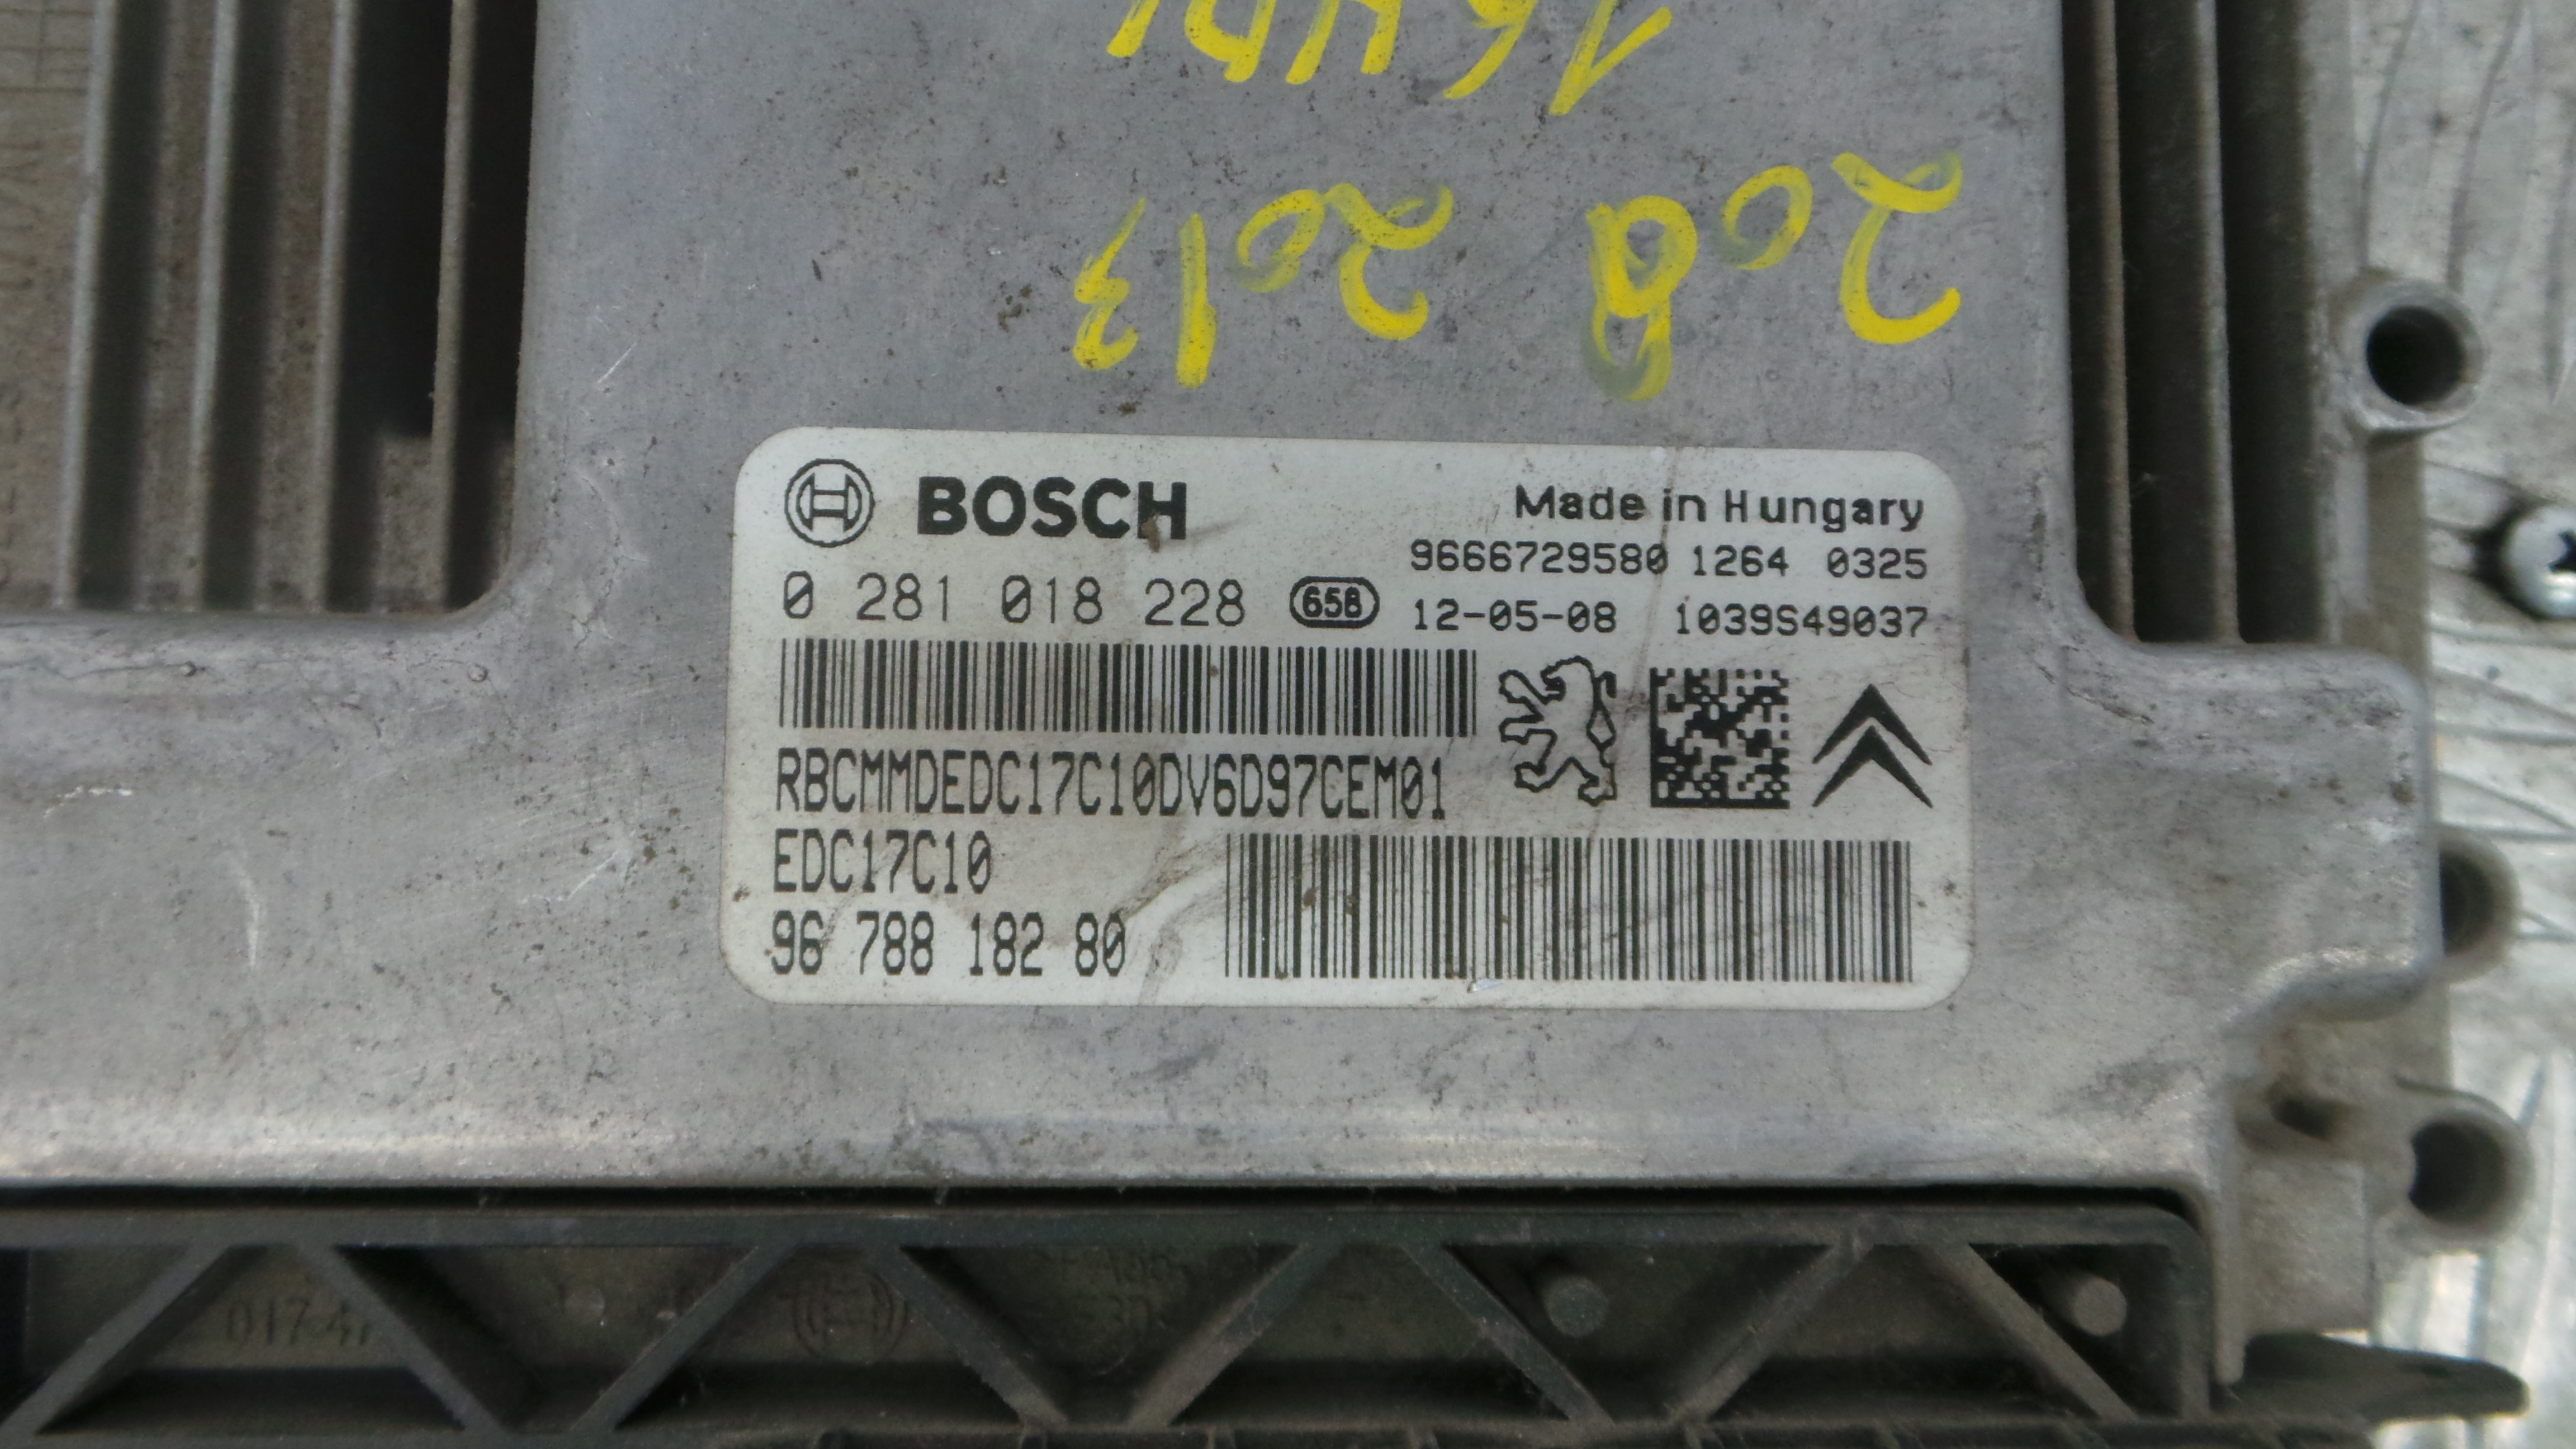 208 2013
16HDI
BOSCH
Made in Hungary
9666729580 1264 0325
0 281 018 228 658
12-05-08 1039S49037
RBCMMDEDC17C10DV6D97CEM01
EDC17C10
96 788 182 80